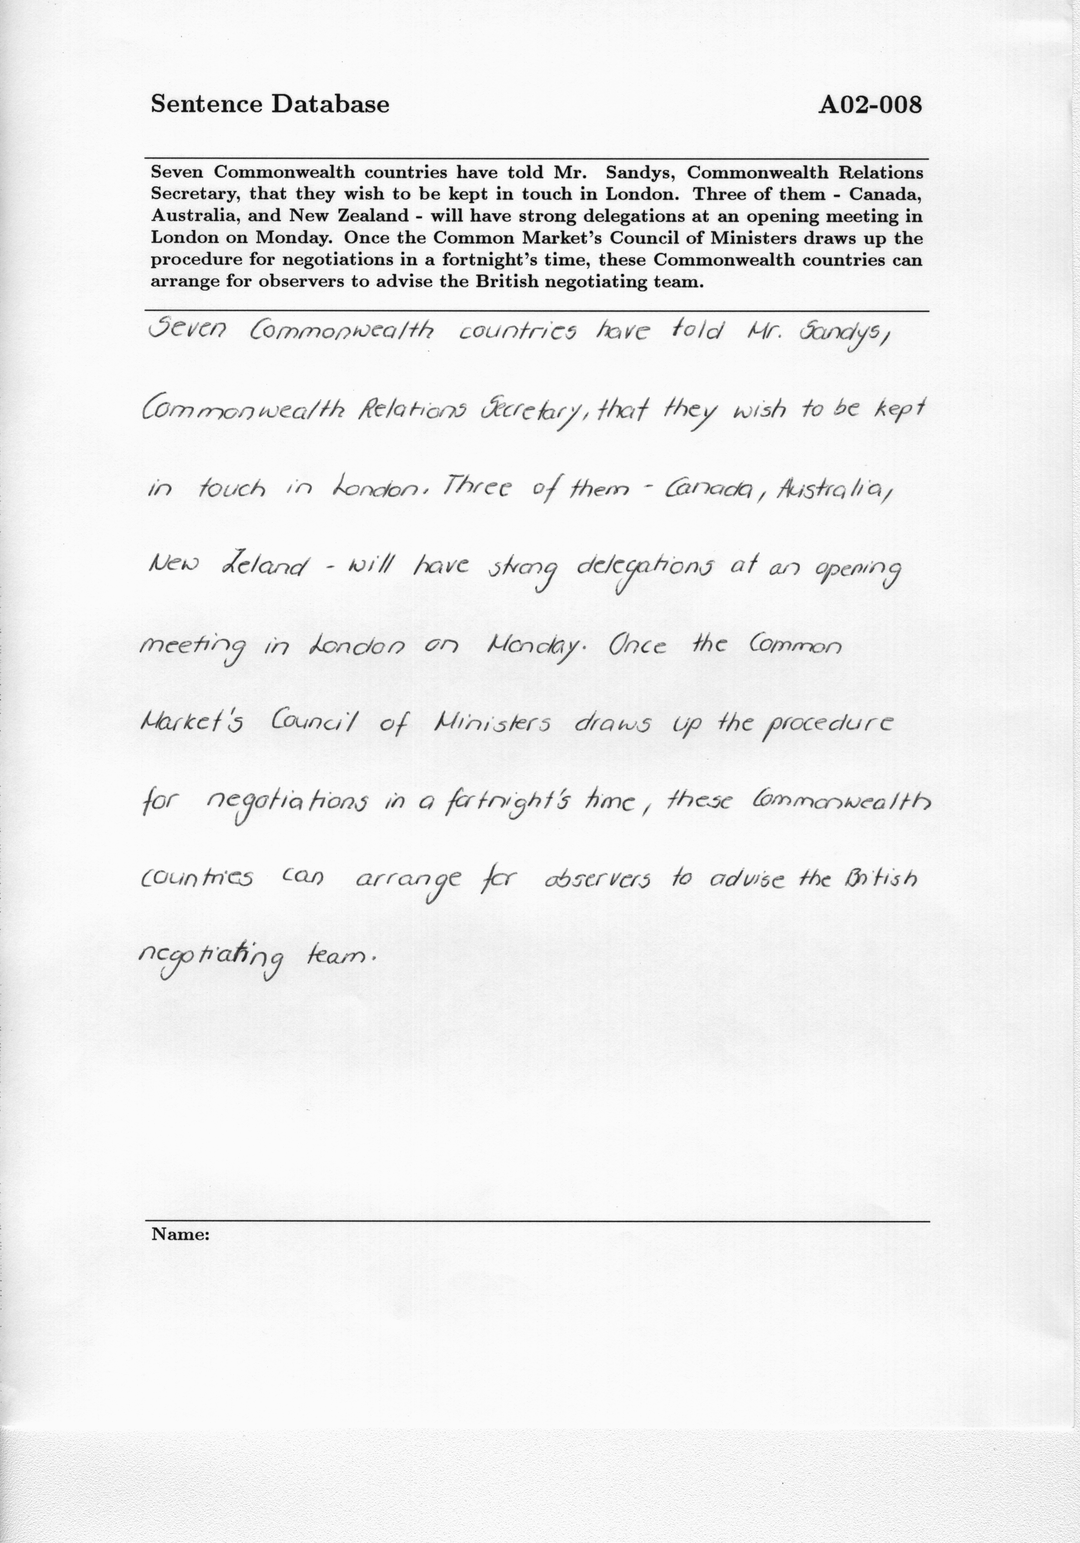 Sentence Database A02-008
Seven Commonwealth countries have told Mr. Sandys, Commonwealth Relations
Secretary, that they wish to be kept in touch in London. Three of them - Canada,
Australia, and New Zealand - will have strong delegations at an opening meeting in
London on Monday. Once the Common Market's Council of Ministers draws up the
procedure for negotiations in a fortnight's time, these Commonwealth countries can
arrange for observers to advise the British negotiating team.
Seven Commonwealth countries have told Mr. Sandys,
Commonwealth Relations Secretary, that they wish to be kept
in touch in London. Three of them - Canada, Australia,
New Zeland - will have strong delegations at an opening
meeting in London on Monday. Once the Common
Market's Council of Ministers draws up the procedure
for negotiations in a fortnight's time, these Commonwealth
countries can arrange for observers to advise the British
negotiating team.
Name: